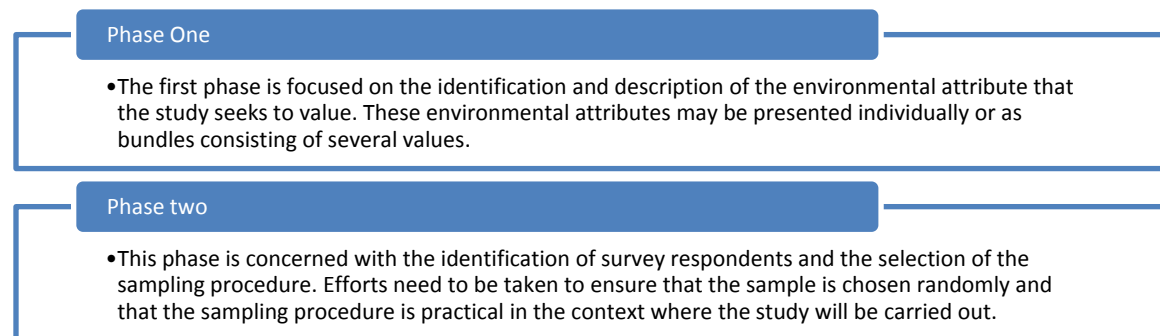 Phase One
•The first phase is focused on the identification and description of the environmental attribute that
the study seeks to value. These environmental attributes may be presented individually or as
bundles consisting of several values.
Phase two
•This phase is concerned with the identification of survey respondents and the selection of the
sampling procedure. Efforts need to be taken to ensure that the sample is chosen randomly and
that the sampling procedure is practical in the context where the study will be carried out.